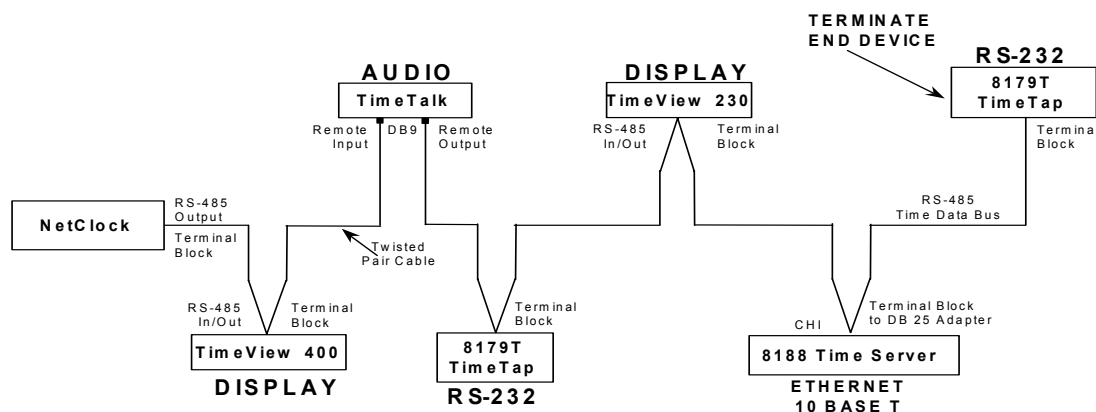 TERMINATE
END DEVICE
RS-232
8179T
TimeTap
Terminal
Block
AUDIO
TimeTalk
Remote
Input
DB9
Remote
Output
DISPLAY
TimeView 230
RS-485
In/Out
Terminal
Block
NetClock
RS-485
Output
Terminal
Block
Twisted
Pair Cable
RS-485
Time Data Bus
RS-485
In/Out
Terminal
Block
TimeView 400
DISPLAY
Terminal
Block
8179T
TimeTap
RS-232
CHI
Terminal Block
to DB 25 Adapter
8188 Time Server
ETHERNET
10 BASE T